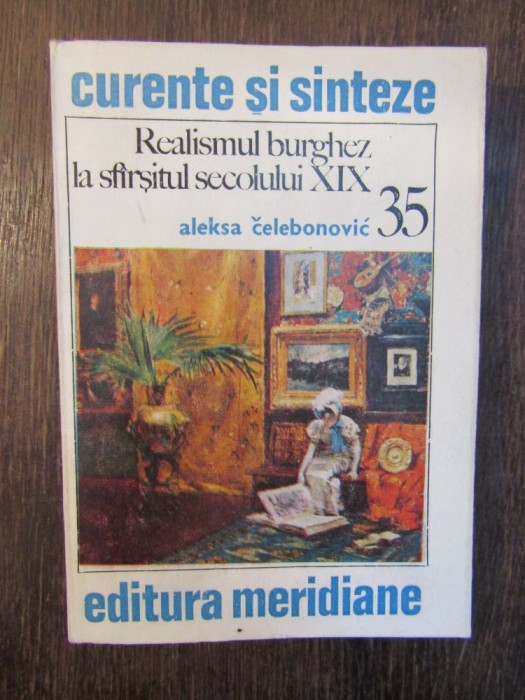 curente și sinteze
Realismul burghez
la sfîrșitul secolului XIX
35
aleksa čelebonović
editura meridiane